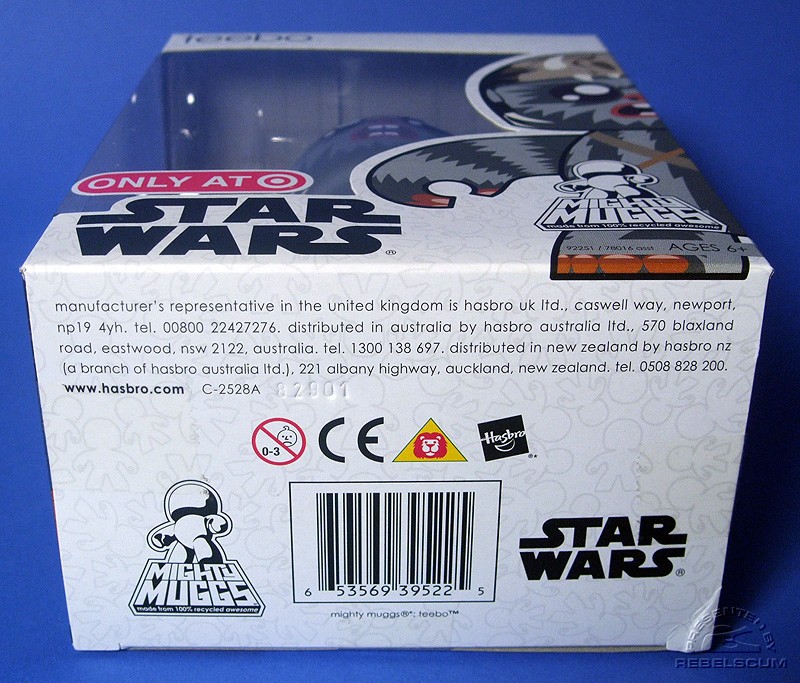 teebo
ONLY AT
STAR
WARS®
MIGHTY
MUGGS
made from 100% recycled awesome
92251 / 78016 asst AGES 6+
manufacturer's representative in the united kingdom is hasbro uk ltd., caswell way, newport,
np19 4yh. tel. 00800 22427276. distributed in australia by hasbro australia ltd., 570 blaxland
road, eastwood, nsw 2122, australia. tel. 1300 138 697. distributed in new zealand by hasbro nz
(a branch of hasbro australia ltd.), 221 albany highway, auckland, new zealand. tel. 0508 828 200.
www.hasbro.com C-2528A 82901
0-3 CE Hasbro ®*
MIGHTY
MUGGS
made from 100% recycled awesome
6 53569 39522 5
mighty muggs®*: teebo™
STAR
WARS®
PRESENTED BY
REBELSCUM